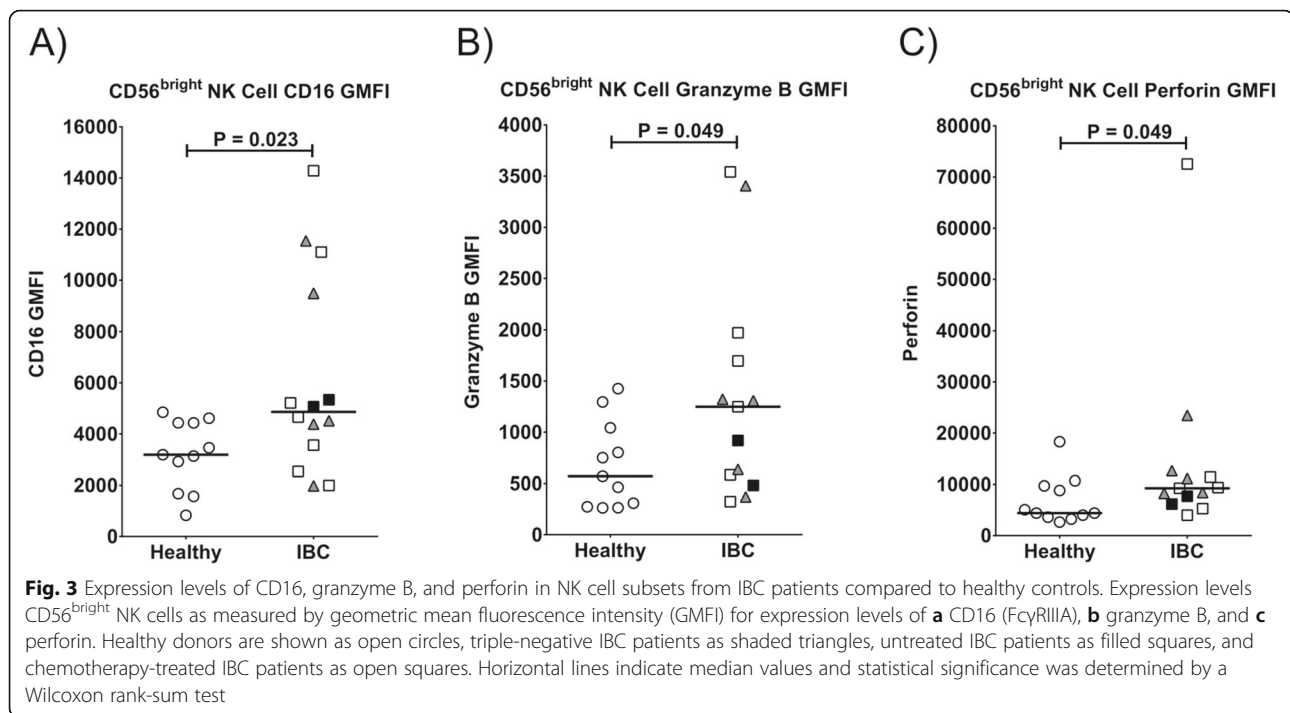 A)
CD56bright NK Cell CD16 GMFI
P = 0.023
CD16 GMFI
16000
14000
12000
10000
8000
6000
4000
2000
0
Healthy
IBC
B)
CD56bright NK Cell Granzyme B GMFI
P = 0.049
Granzyme B GMFI
4000
3500
3000
2500
2000
1500
1000
500
0
Healthy
IBC
C)
CD56bright NK Cell Perforin GMFI
P = 0.049
Perforin
80000
70000
60000
50000
40000
30000
20000
10000
0
Healthy
IBC
Fig. 3 Expression levels of CD16, granzyme B, and perforin in NK cell subsets from IBC patients compared to healthy controls. Expression levels
CD56bright NK cells as measured by geometric mean fluorescence intensity (GMFI) for expression levels of a CD16 (FcγRIIIA), b granzyme B, and c
perforin. Healthy donors are shown as open circles, triple-negative IBC patients as shaded triangles, untreated IBC patients as filled squares, and
chemotherapy-treated IBC patients as open squares. Horizontal lines indicate median values and statistical significance was determined by a
Wilcoxon rank-sum test